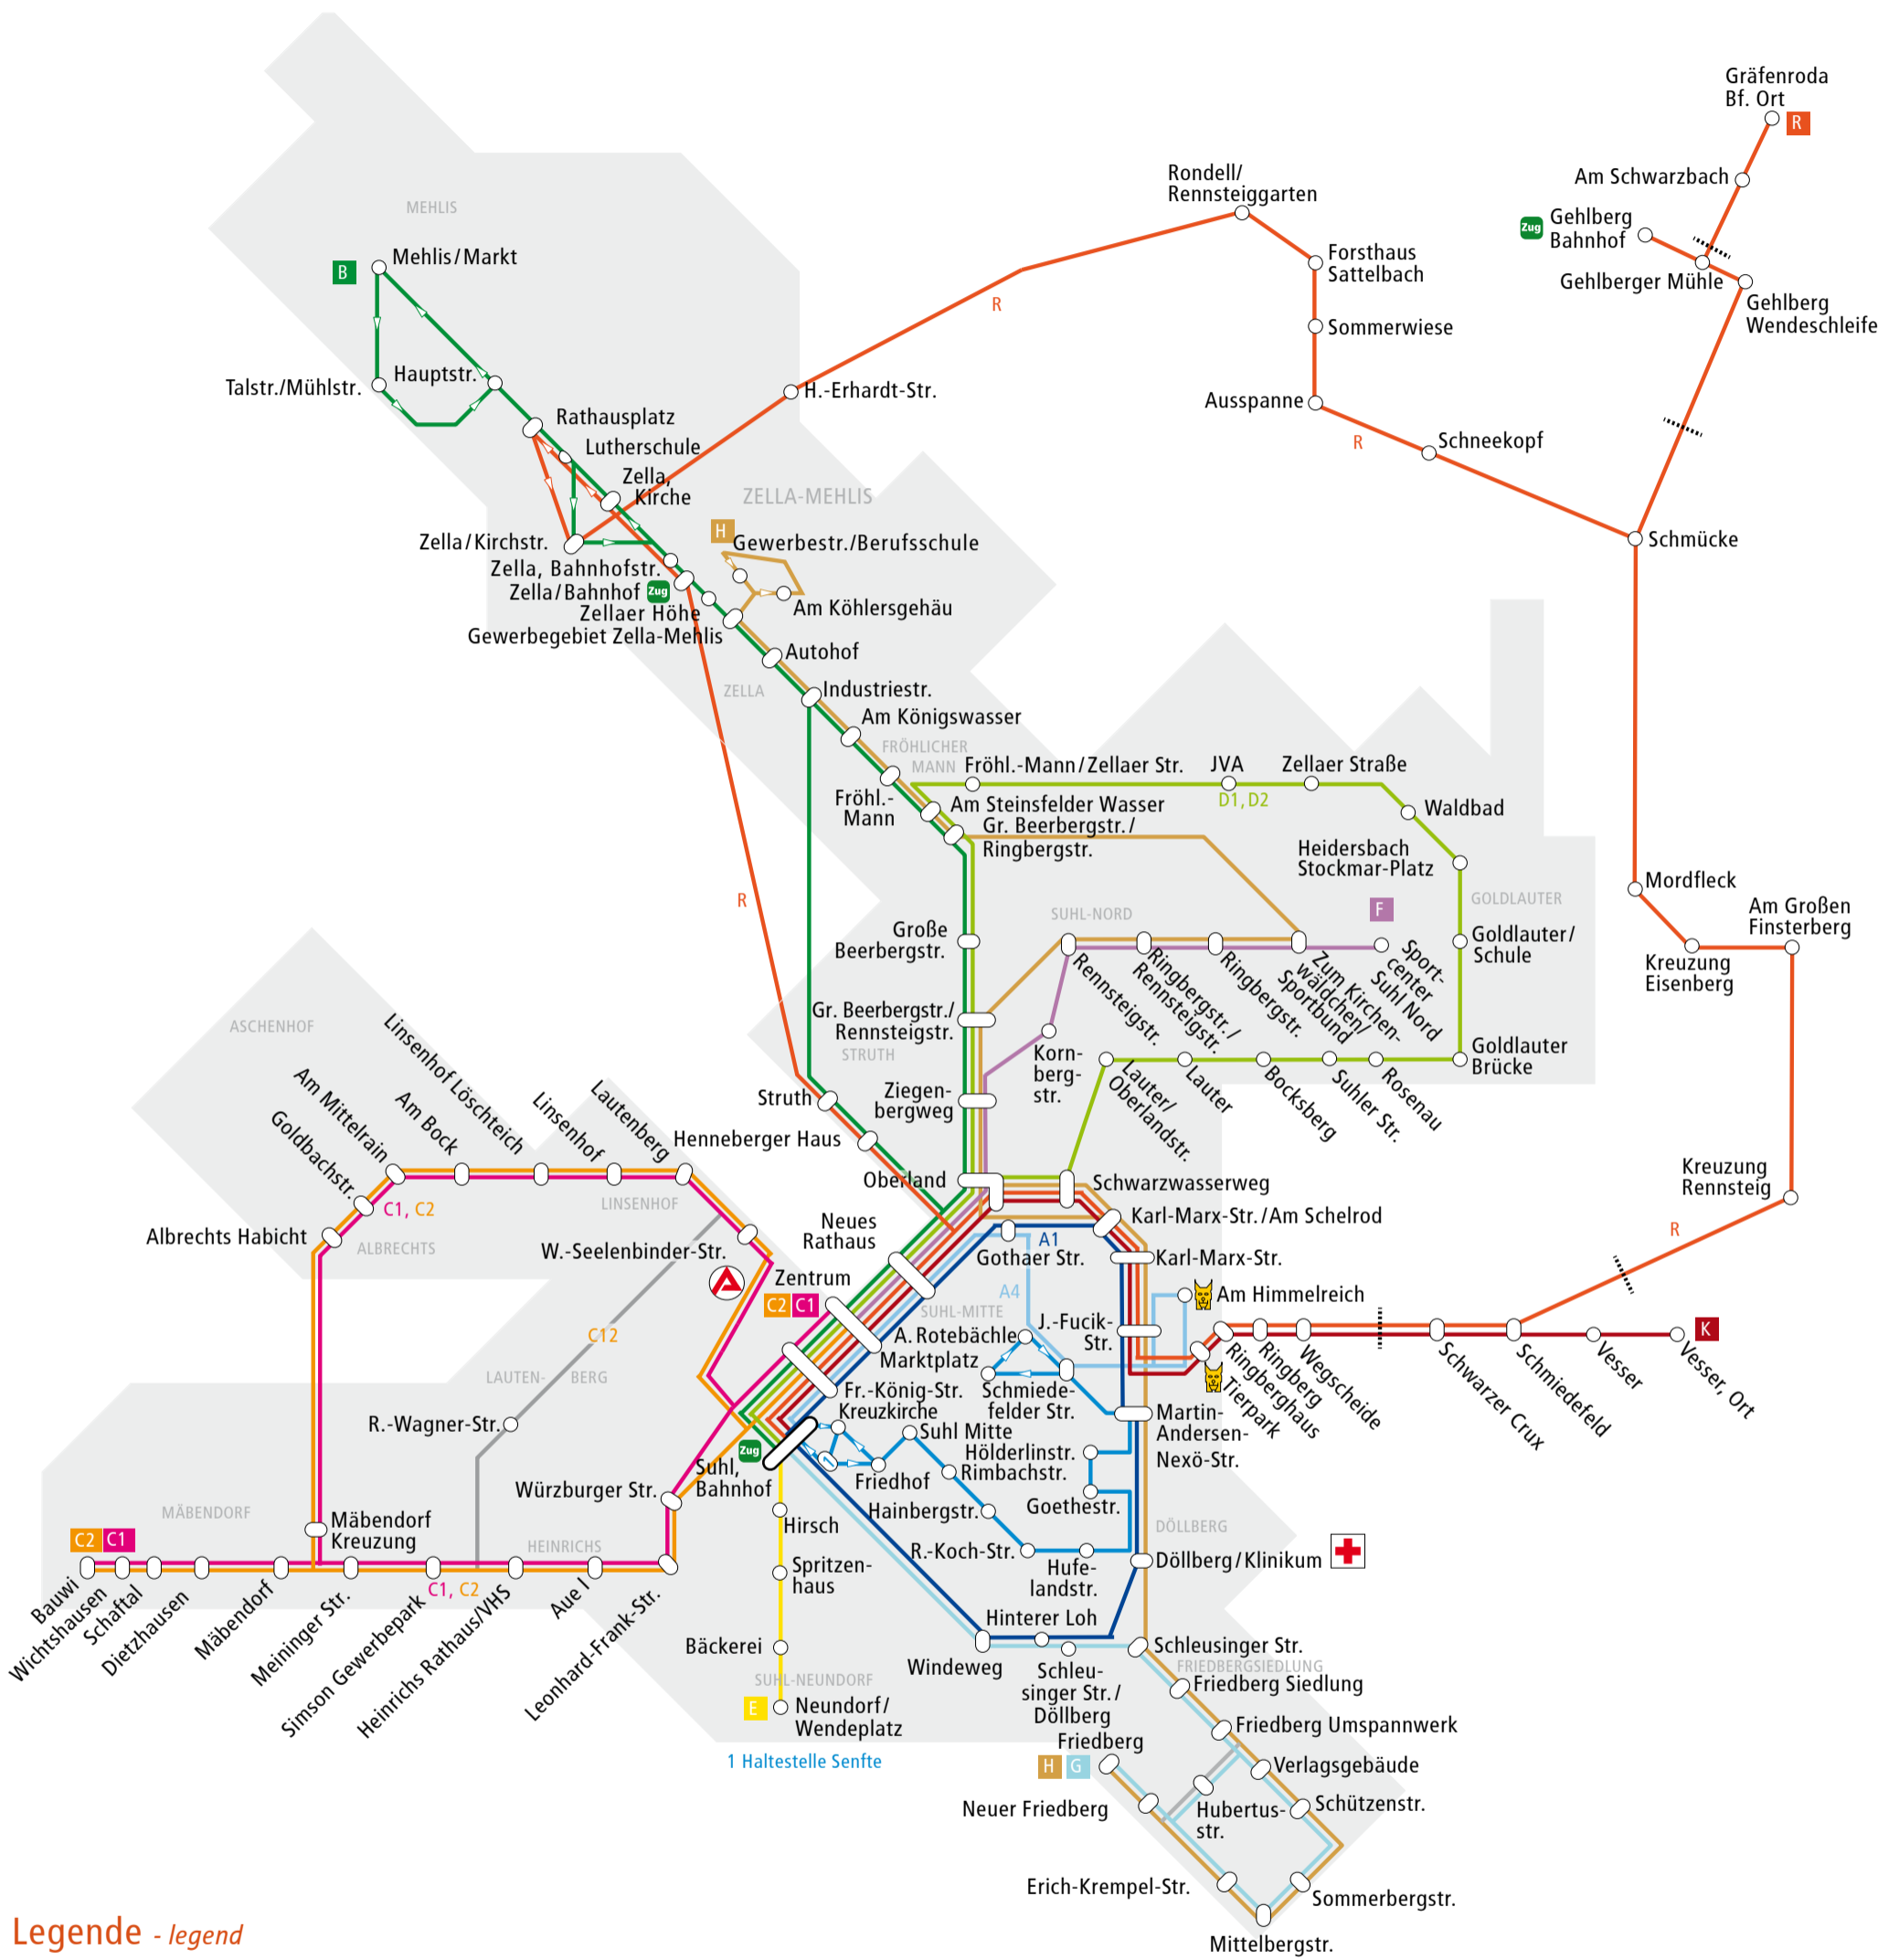 Gräfenroda
Bf. Ort
R
Am Schwarzbach
Zug
Gehlberg
Bahnhof
Gehlberger Mühle
Gehlberg
Wendeschleife
Rondell/
Rennsteiggarten
Forsthaus
Sattelbach
R
Sommerwiese
Ausspanne
R
Schneekopf
Schmücke
MEHLIS
B
Mehlis/Markt
Talstr./Mühlstr.
Hauptstr.
H.-Erhardt-Str.
Rathausplatz
Lutherschule
Zella,
Kirche
ZELLA-MEHLIS
H
Gewerbestr./Berufsschule
Zella/Kirchstr.
Zella, Bahnhofstr.
Zella/Bahnhof
Zug
Am Köhlersgehäu
Zellaer Höhe
Gewerbegebiet Zella-Mehlis
Autohof
ZELLA
Industriestr.
Am Königswasser
FRÖHLICHER
MANN
Fröhl.-Mann/Zellaer Str.
JVA
Zellaer Straße
D1, D2
Fröhl.-
Mann
Am Steinsfelder Wasser
Waldbad
Gr. Beerbergstr./
Ringbergstr.
Heidersbach
Stockmar-Platz
GOLDLAUTER
Mordfleck
R
SUHL-NORD
F
Am Großen
Finsterberg
Große
Beerbergstr.
Goldlauter/
Schule
Kreuzung
Eisenberg
Rennsteigstr.
Ringbergstr./
Rennsteigstr.
Ringbergstr.
Zum Kirchen-
wäldchen/
Sportbund
Sport-
center
Suhl Nord
Gr. Beerbergstr./
Rennsteigstr.
STRUTH
Korn-
berg-
str.
Goldlauter
Brücke
Lauter/
Oberlandstr.
Lauter
Bocksberg
Suhler Str.
Rosenau
Ziegen-
bergweg
Struth
Henneberger Haus
Oberland
Schwarzwasserweg
Kreuzung
Rennsteig
R
ASCHENHOF
Linsenhof Löschteich
Am Mittelrain
Am Bock
Linsenhof
Lautenberg
Goldbachstr.
C1, C2
LINSENHOF
Albrechts Habicht
ALBRECHTS
W.-Seelenbinder-Str.
Neues
Rathaus
Karl-Marx-Str./Am Schelrod
A1
Gothaer Str.
Karl-Marx-Str.
Zentrum
C2 C1
SUHL-MITTE
A4
Am Himmelreich
A. Rotebächle
J.-Fucik-
Str.
Marktplatz
K
Ringberghaus
Tierpark
Ringberg
Wegscheide
Schwarzer Crux
Schmiedefeld
Vesser
Vesser, Ort
C12
LAUTEN-
BERG
Fr.-König-Str.
Schmiede-
felder Str.
Kreuzkirche
Martin-
Andersen-
Nexö-Str.
R.-Wagner-Str.
Zug
Suhl,
Bahnhof
1
Suhl Mitte
Hölderlinstr.
Rimbachstr.
Friedhof
Würzburger Str.
Hainbergstr.
Goethestr.
MÄBENDORF
Mäbendorf
Kreuzung
C2 C1
HEINRICHS
Hirsch
DÖLLBERG
R.-Koch-Str.
Hufe-
landstr.
Döllberg/Klinikum
Spritzen-
haus
C1, C2
Bauwi
Wichtshausen
Schaftal
Dietzhausen
Mäbendorf
Meininger Str.
Simson Gewerbepark
Heinrichs Rathaus/VHS
Aue I
Leonhard-Frank-Str.
Hinterer Loh
Bäckerei
Windeweg
Schleusinger Str.
FRIEDBERGSIEDLUNG
Schleu-
singer Str./
Döllberg
Friedberg Siedlung
SUHL-NEUNDORF
E
Neundorf/
Wendeplatz
Friedberg Umspannwerk
1 Haltestelle Senfte
Friedberg
H G
Verlagsgebäude
Neuer Friedberg
Hubertus-
str.
Schützenstr.
Erich-Krempel-Str.
Sommerbergstr.
Mittelbergstr.
Legende - legend